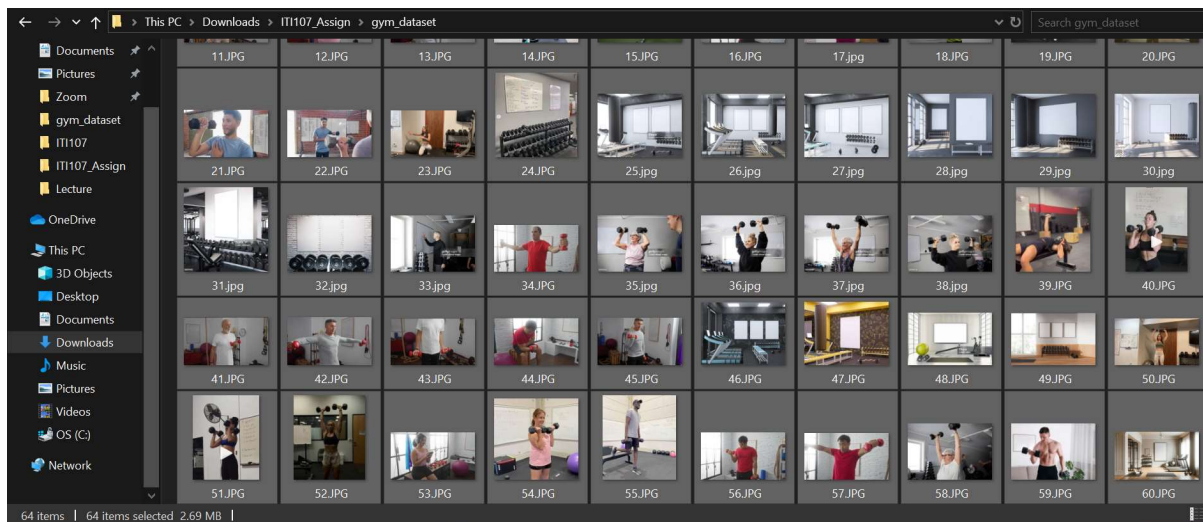 This PC > Downloads > ITI107_Assign > gym_dataset
Search gym_dataset
Documents
Pictures
Zoom
gym_dataset
ITI107
ITI107_Assign
Lecture
OneDrive
This PC
3D Objects
Desktop
Documents
Downloads
Music
Pictures
Videos
OS (C:)
Network
11.JPG 12.JPG 13.JPG 14.JPG 15.JPG 16.JPG 17.jpg 18.JPG 19.JPG 20.JPG
21.JPG 22.JPG 23.JPG 24.JPG 25.jpg 26.jpg 27.jpg 28.jpg 29.jpg 30.jpg
31.jpg 32.jpg 33.jpg 34.JPG 35.jpg 36.jpg 37.jpg 38.jpg 39.JPG 40.JPG
41.JPG 42.JPG 43.JPG 44.JPG 45.JPG 46.JPG 47.JPG 48.JPG 49.JPG 50.JPG
51.JPG 52.JPG 53.JPG 54.JPG 55.JPG 56.JPG 57.JPG 58.JPG 59.JPG 60.JPG
64 items | 64 items selected 2.69 MB |